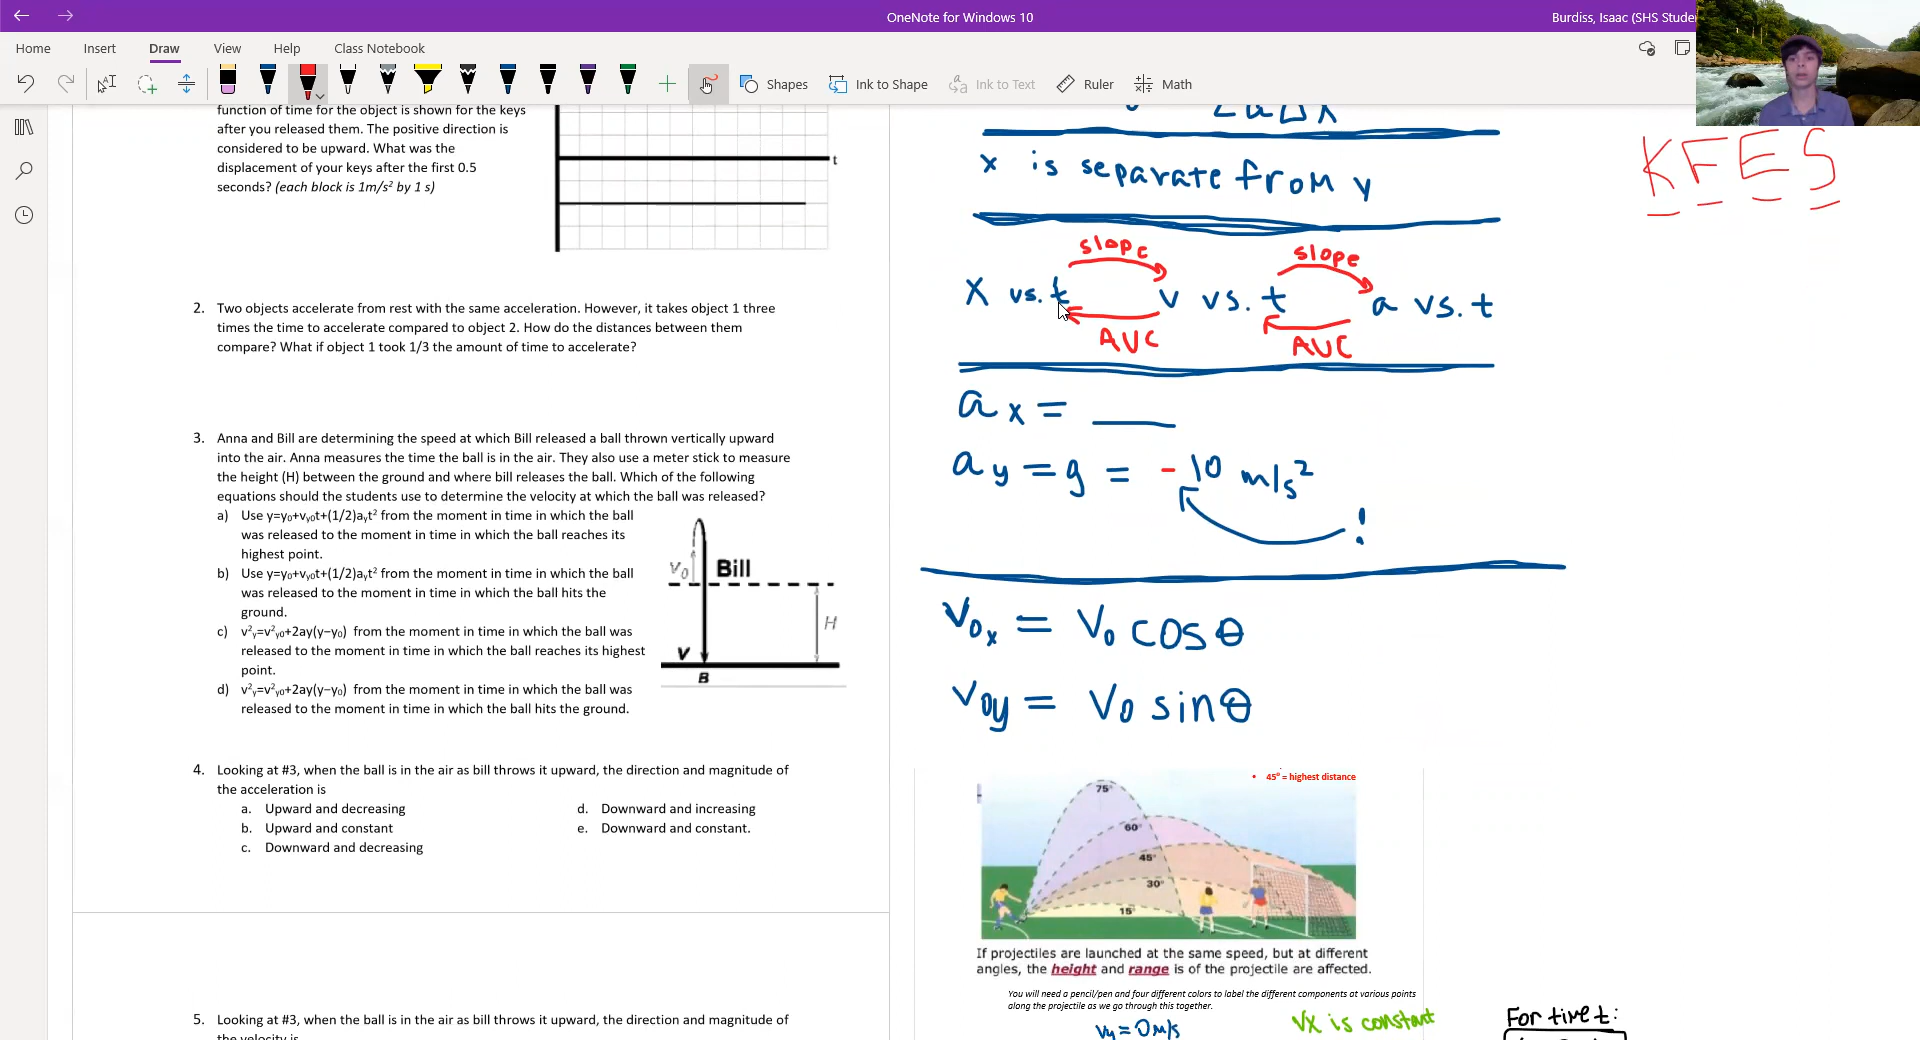 OneNote for Windows 10
Burdiss, Isaac (SHS Stude
Home Insert Draw View Help Class Notebook
Shapes Ink to Shape Ink to Text Ruler Math
function of time for the object is shown for the keys
after you released them. The positive direction is
considered to be upward. What was the
displacement of your keys after the first 0.5
seconds? (each block is 1m/s² by 1 s)
t
2. Two objects accelerate from rest with the same acceleration. However, it takes object 1 three
times the time to accelerate compared to object 2. How do the distances between them
compare? What if object 1 took 1/3 the amount of time to accelerate?
3. Anna and Bill are determining the speed at which Bill released a ball thrown vertically upward
into the air. Anna measures the time the ball is in the air. They also use a meter stick to measure
the height (H) between the ground and where bill releases the ball. Which of the following
equations should the students use to determine the velocity at which the ball was released?
a) Use y=y₀+vy₀t+(1/2)ayt² from the moment in time in which the ball
was released to the moment in time in which the ball reaches its
highest point.
b) Use y=y₀+vy₀t+(1/2)ayt² from the moment in time in which the ball
was released to the moment in time in which the ball hits the
ground.
c) v²y=v²y₀+2ay(y−y₀) from the moment in time in which the ball was
released to the moment in time in which the ball reaches its highest
point.
d) v²y=v²y₀+2ay(y−y₀) from the moment in time in which the ball was
released to the moment in time in which the ball hits the ground.
V₀ Bill
H
V
B
4. Looking at #3, when the ball is in the air as bill throws it upward, the direction and magnitude of
the acceleration is
a. Upward and decreasing
b. Upward and constant
c. Downward and decreasing
d. Downward and increasing
e. Downward and constant.
5. Looking at #3, when the ball is in the air as bill throws it upward, the direction and magnitude of
the velocity is
2a△x
KFES
x is separate from y
slope slope
X vs. t V vs. t a vs. t
AUC AUC
ax = ___
ay = g = -10 m/s²
!
V₀x = V₀ cosθ
V₀y = V₀ sinθ
• 45° = highest distance
75°
60°
45°
30°
15°
If projectiles are launched at the same speed, but at different
angles, the height and range is of the projectile are affected.
You will need a pencil/pen and four different colors to label the different components at various points
along the projectile as we go through this together.
Vy = 0 m/s
Vx is constant
For time t: